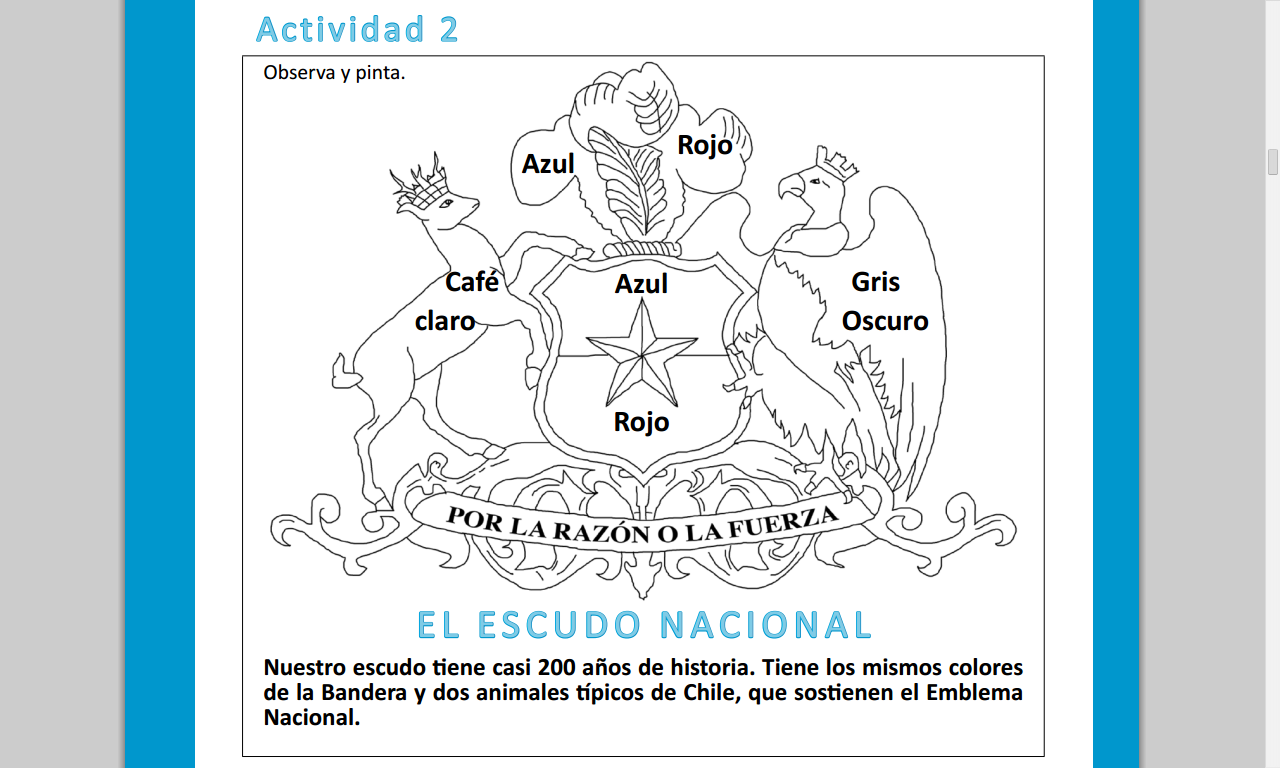 Actividad 2
Observa y pinta.
Azul
Rojo
Café
claro
Azul
Gris
Oscuro
Rojo
POR LA RAZÓN O LA FUERZA
EL ESCUDO NACIONAL
Nuestro escudo tiene casi 200 años de historia. Tiene los mismos colores
de la Bandera y dos animales típicos de Chile, que sostienen el Emblema
Nacional.